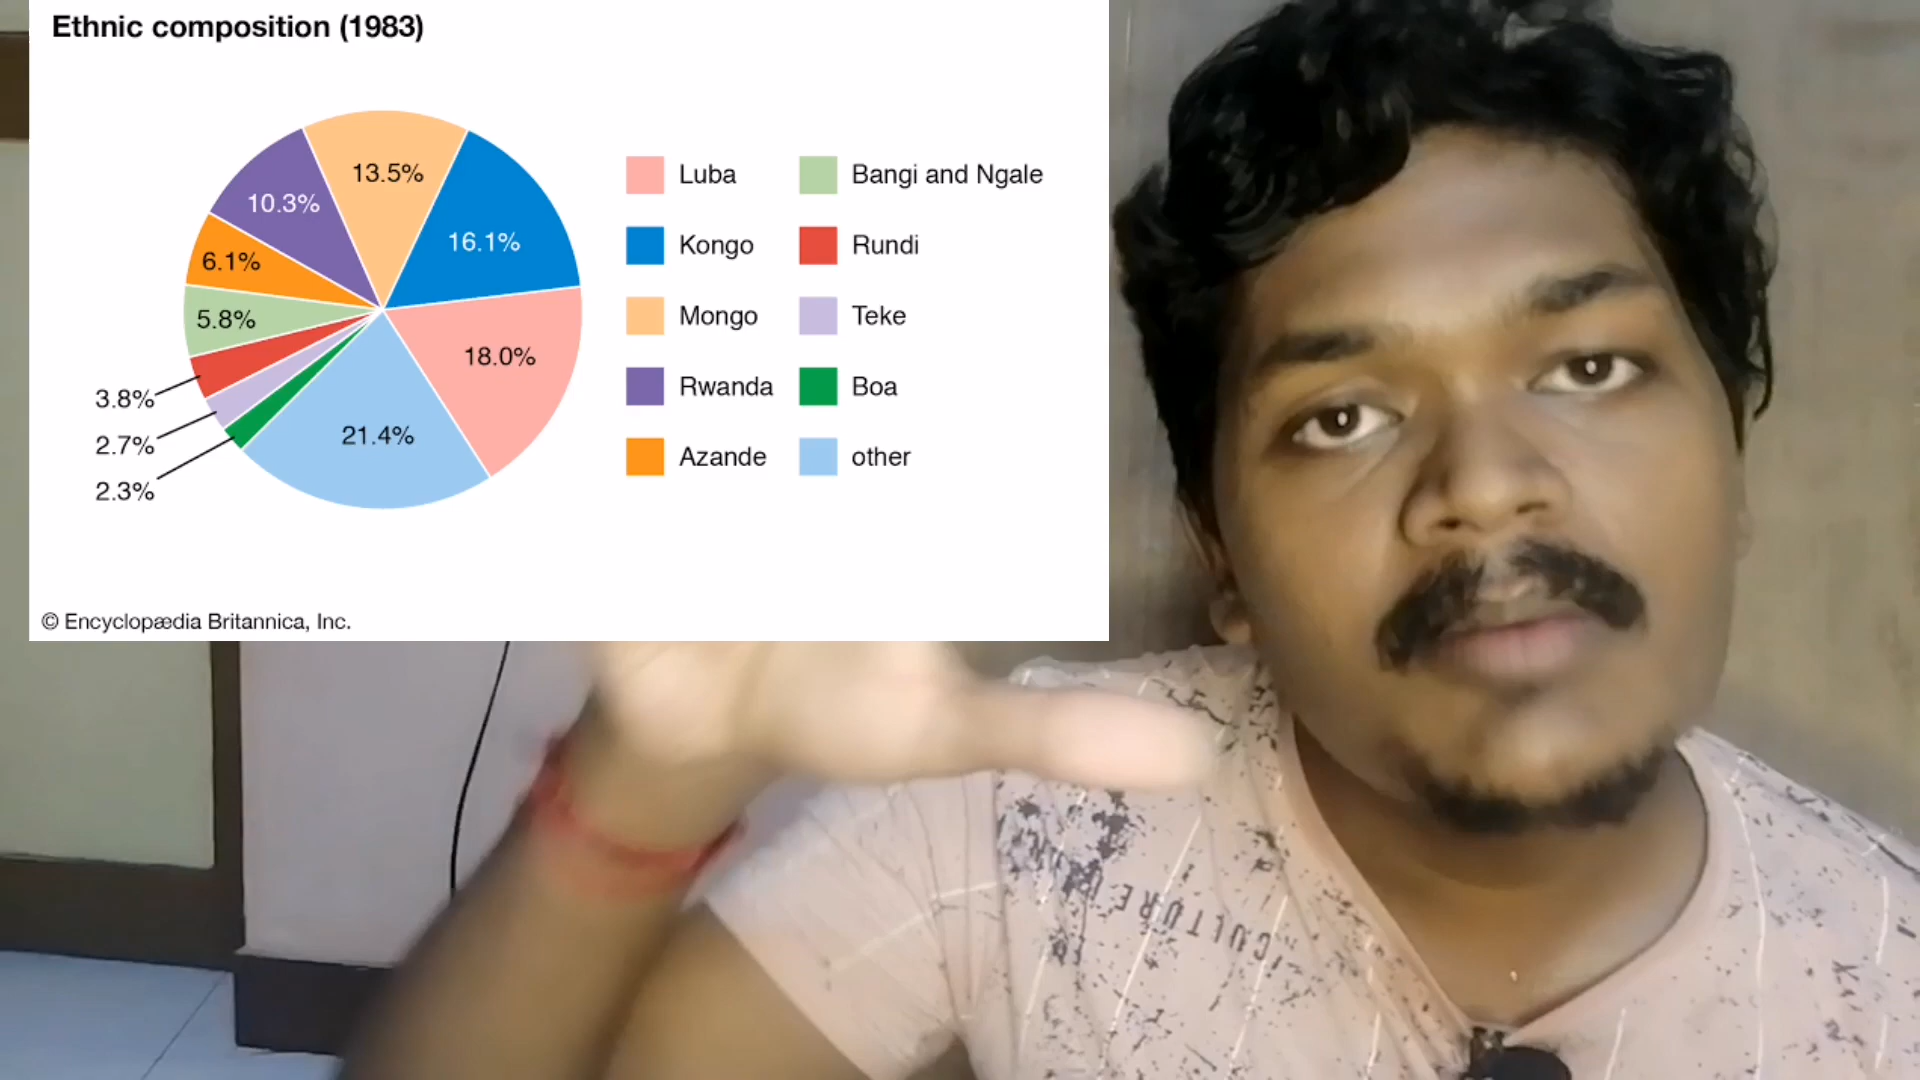 Ethnic composition (1983)
13.5%
16.1%
18.0%
21.4%
2.3%
2.7%
3.8%
5.8%
6.1%
10.3%
Luba
Kongo
Mongo
Rwanda
Azande
Bangi and Ngale
Rundi
Teke
Boa
other
© Encyclopædia Britannica, Inc.
CULTURE